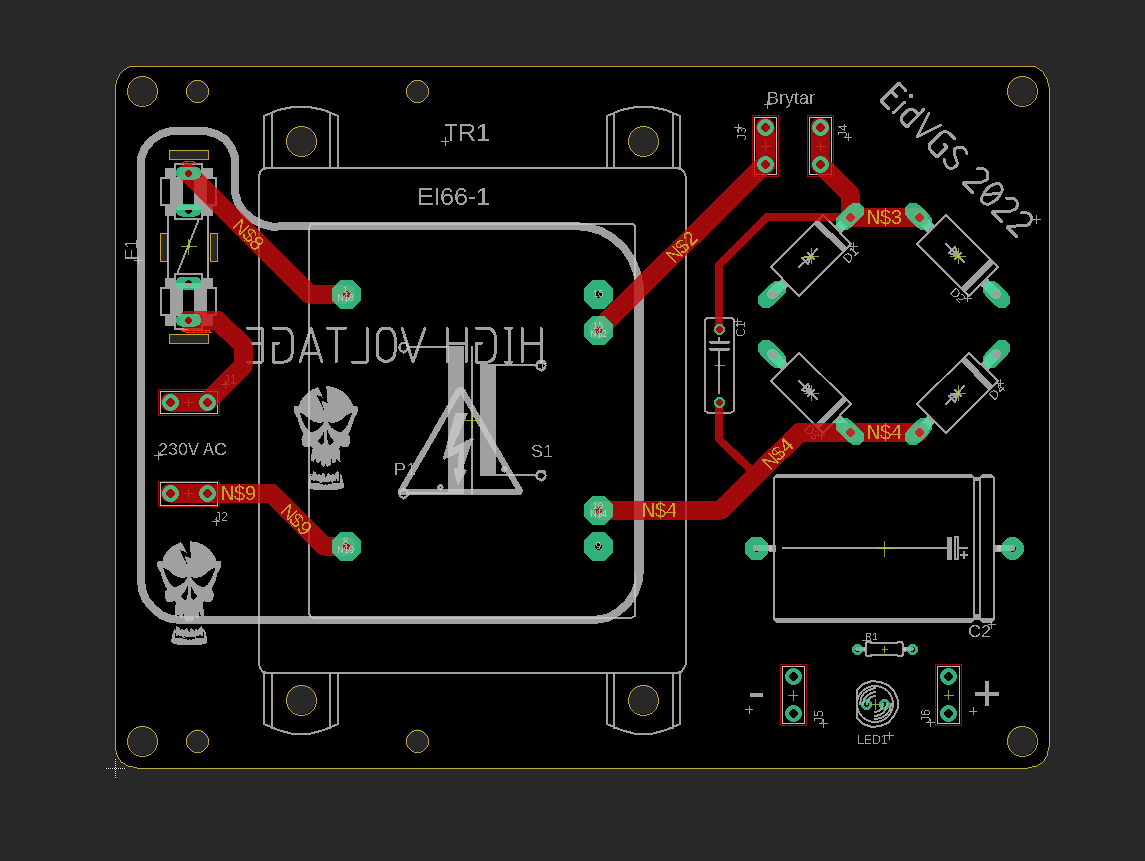 Brytar
EidVGS 2022
TR1
J3
J4
EI66-1
N$8
N$2
N$3
F1
D1
D2
HIGH VOLTAGE
C1
J1
D4
D3
N$4
N$4
230V AC
P1
S1
N$9
N$9
N$4
J2
C2
R1
-
+
J5
J6
LED1